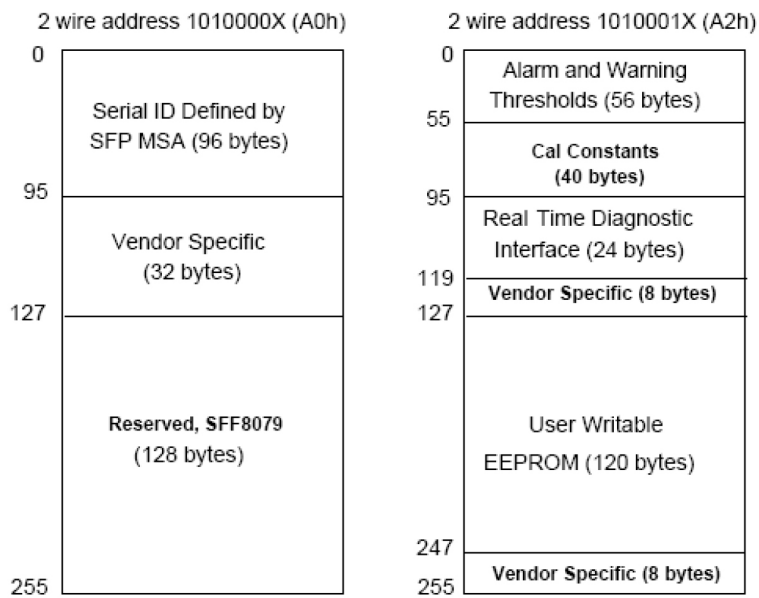 2 wire address 1010000X (A0h)
0
Serial ID Defined by
SFP MSA (96 bytes)
95
Vendor Specific
(32 bytes)
127
Reserved, SFF8079
(128 bytes)
255
2 wire address 1010001X (A2h)
0
Alarm and Warning
Thresholds (56 bytes)
55
Cal Constants
(40 bytes)
95
Real Time Diagnostic
Interface (24 bytes)
119
Vendor Specific (8 bytes)
127
User Writable
EEPROM (120 bytes)
247
Vendor Specific (8 bytes)
255